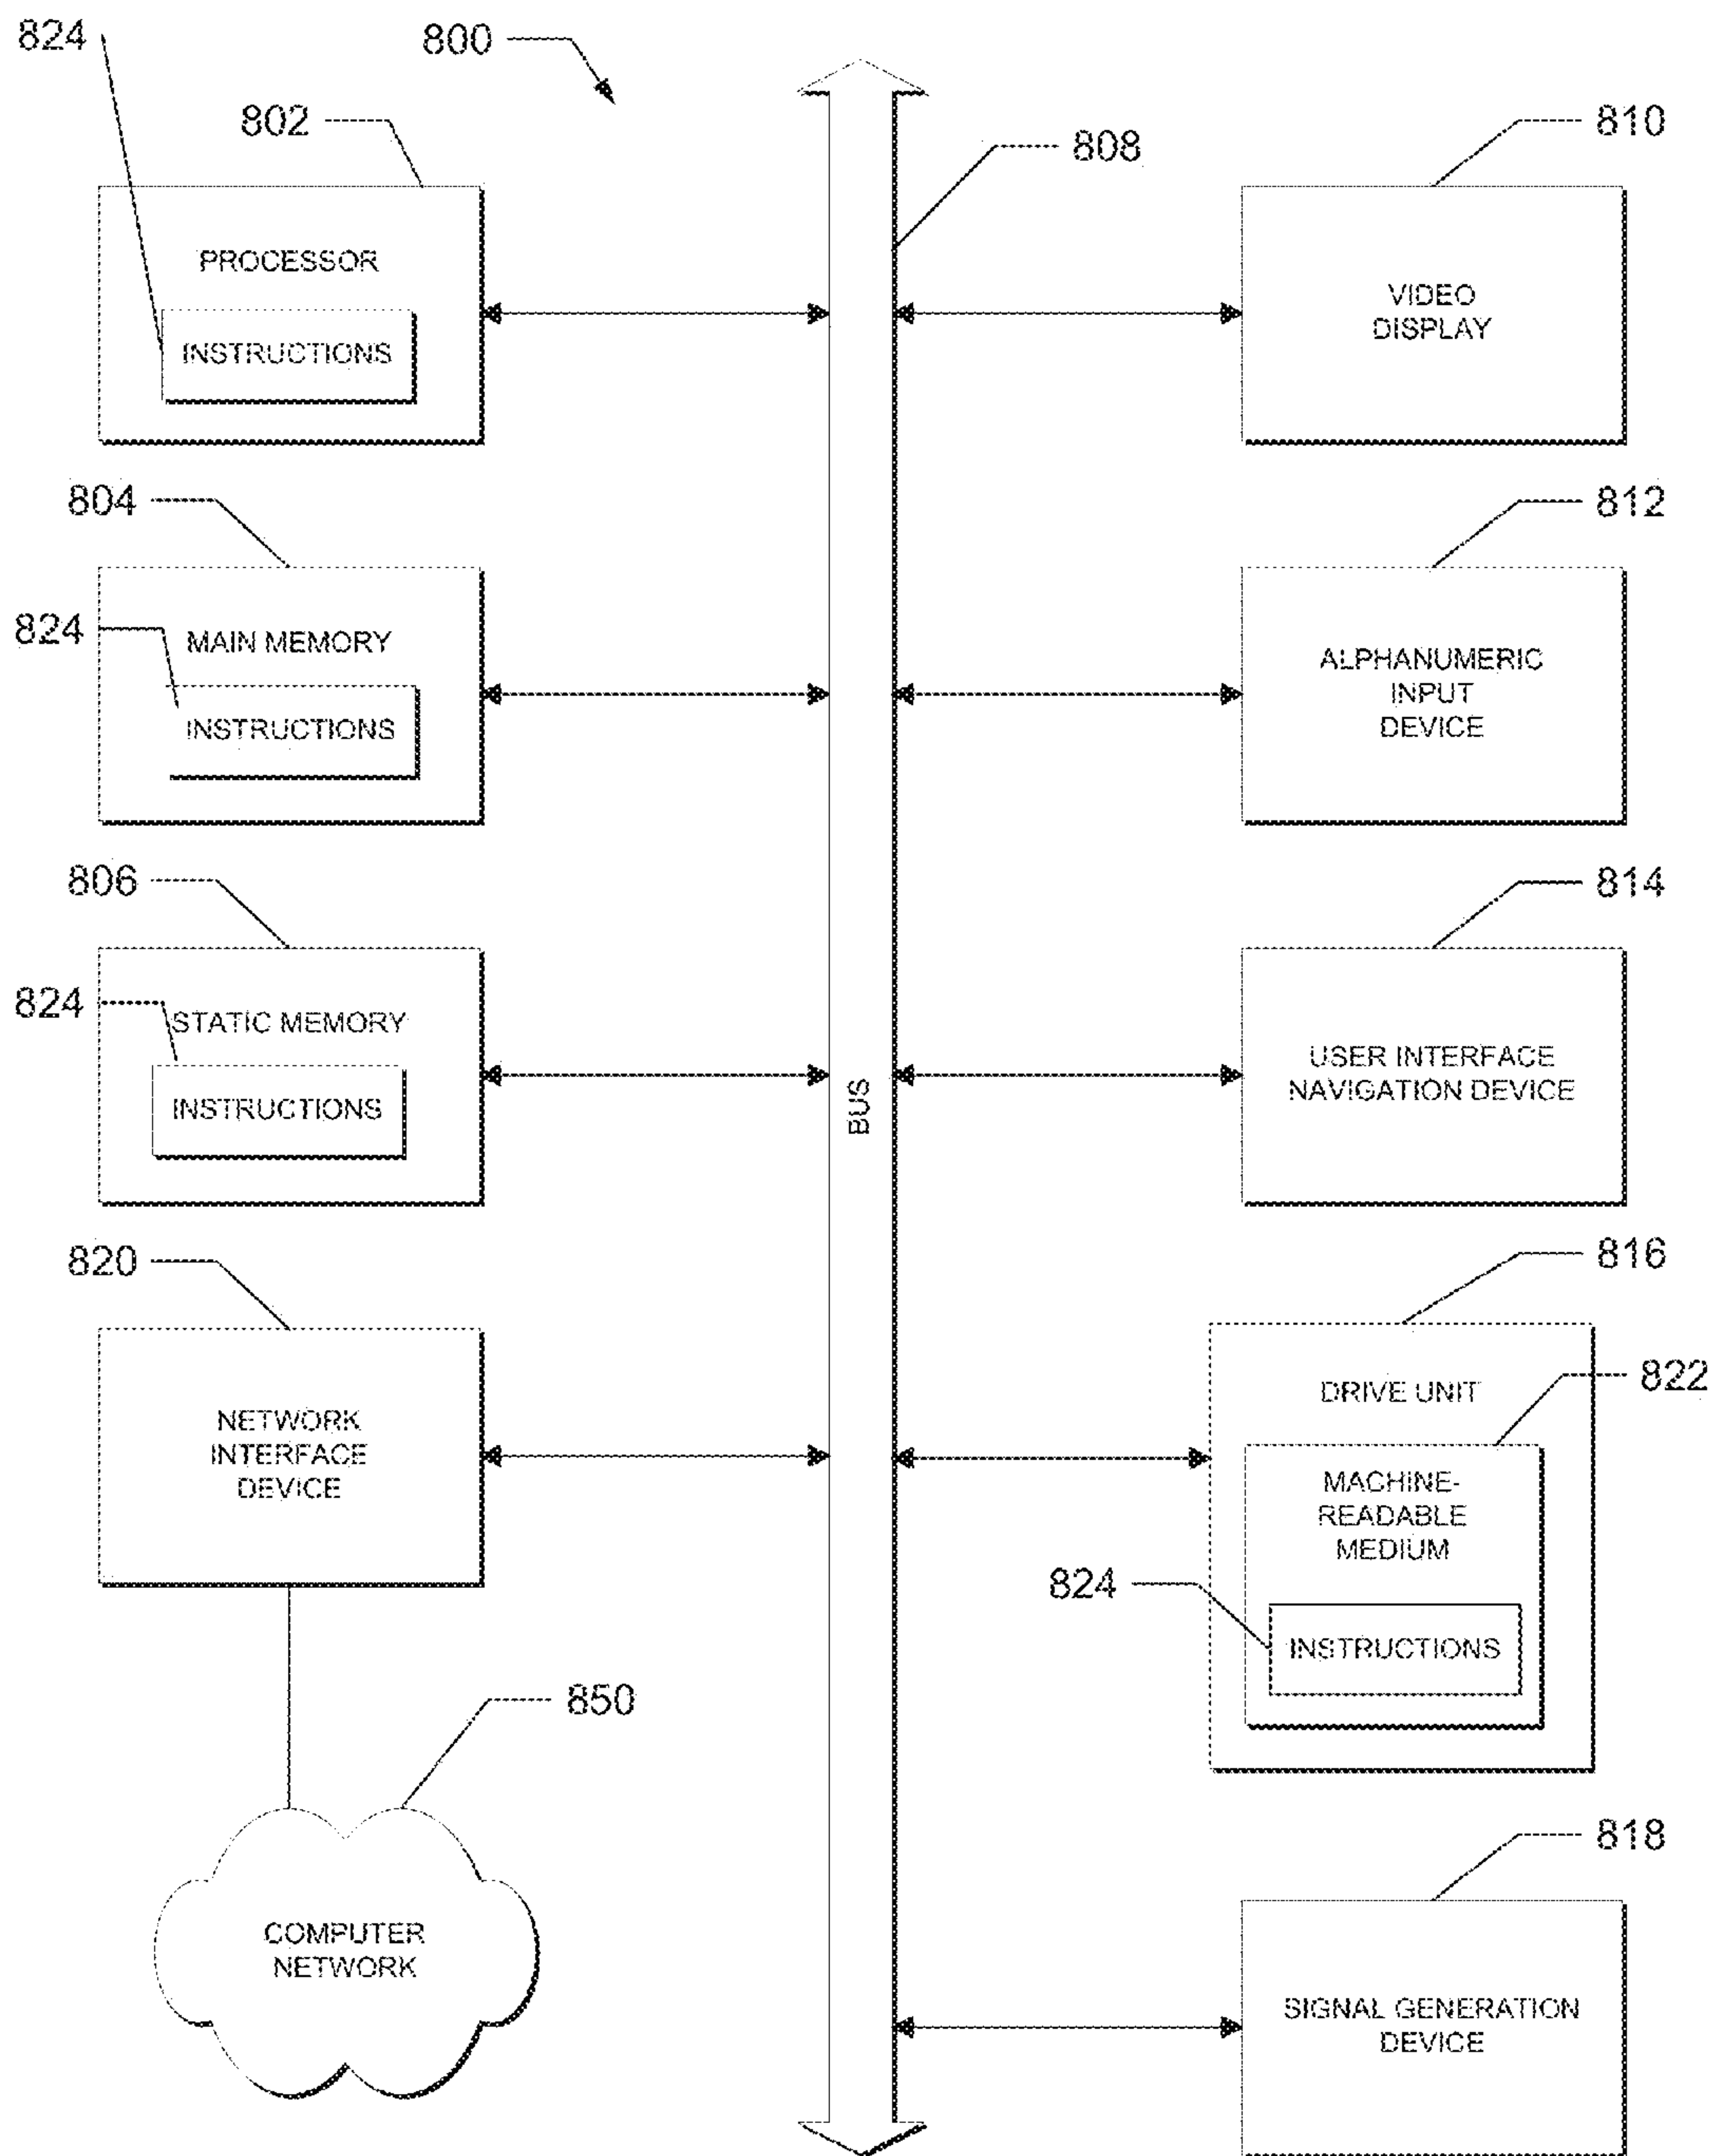 824
800
802
808
810
PROCESSOR
INSTRUCTIONS
VIDEO
DISPLAY
804
812
824
MAIN MEMORY
INSTRUCTIONS
ALPHANUMERIC
INPUT
DEVICE
806
814
824
STATIC MEMORY
INSTRUCTIONS
BUS
USER INTERFACE
NAVIGATION DEVICE
820
816
NETWORK
INTERFACE
DEVICE
DRIVE UNIT
822
MACHINE-
READABLE
MEDIUM
824
INSTRUCTIONS
850
COMPUTER
NETWORK
818
SIGNAL GENERATION
DEVICE